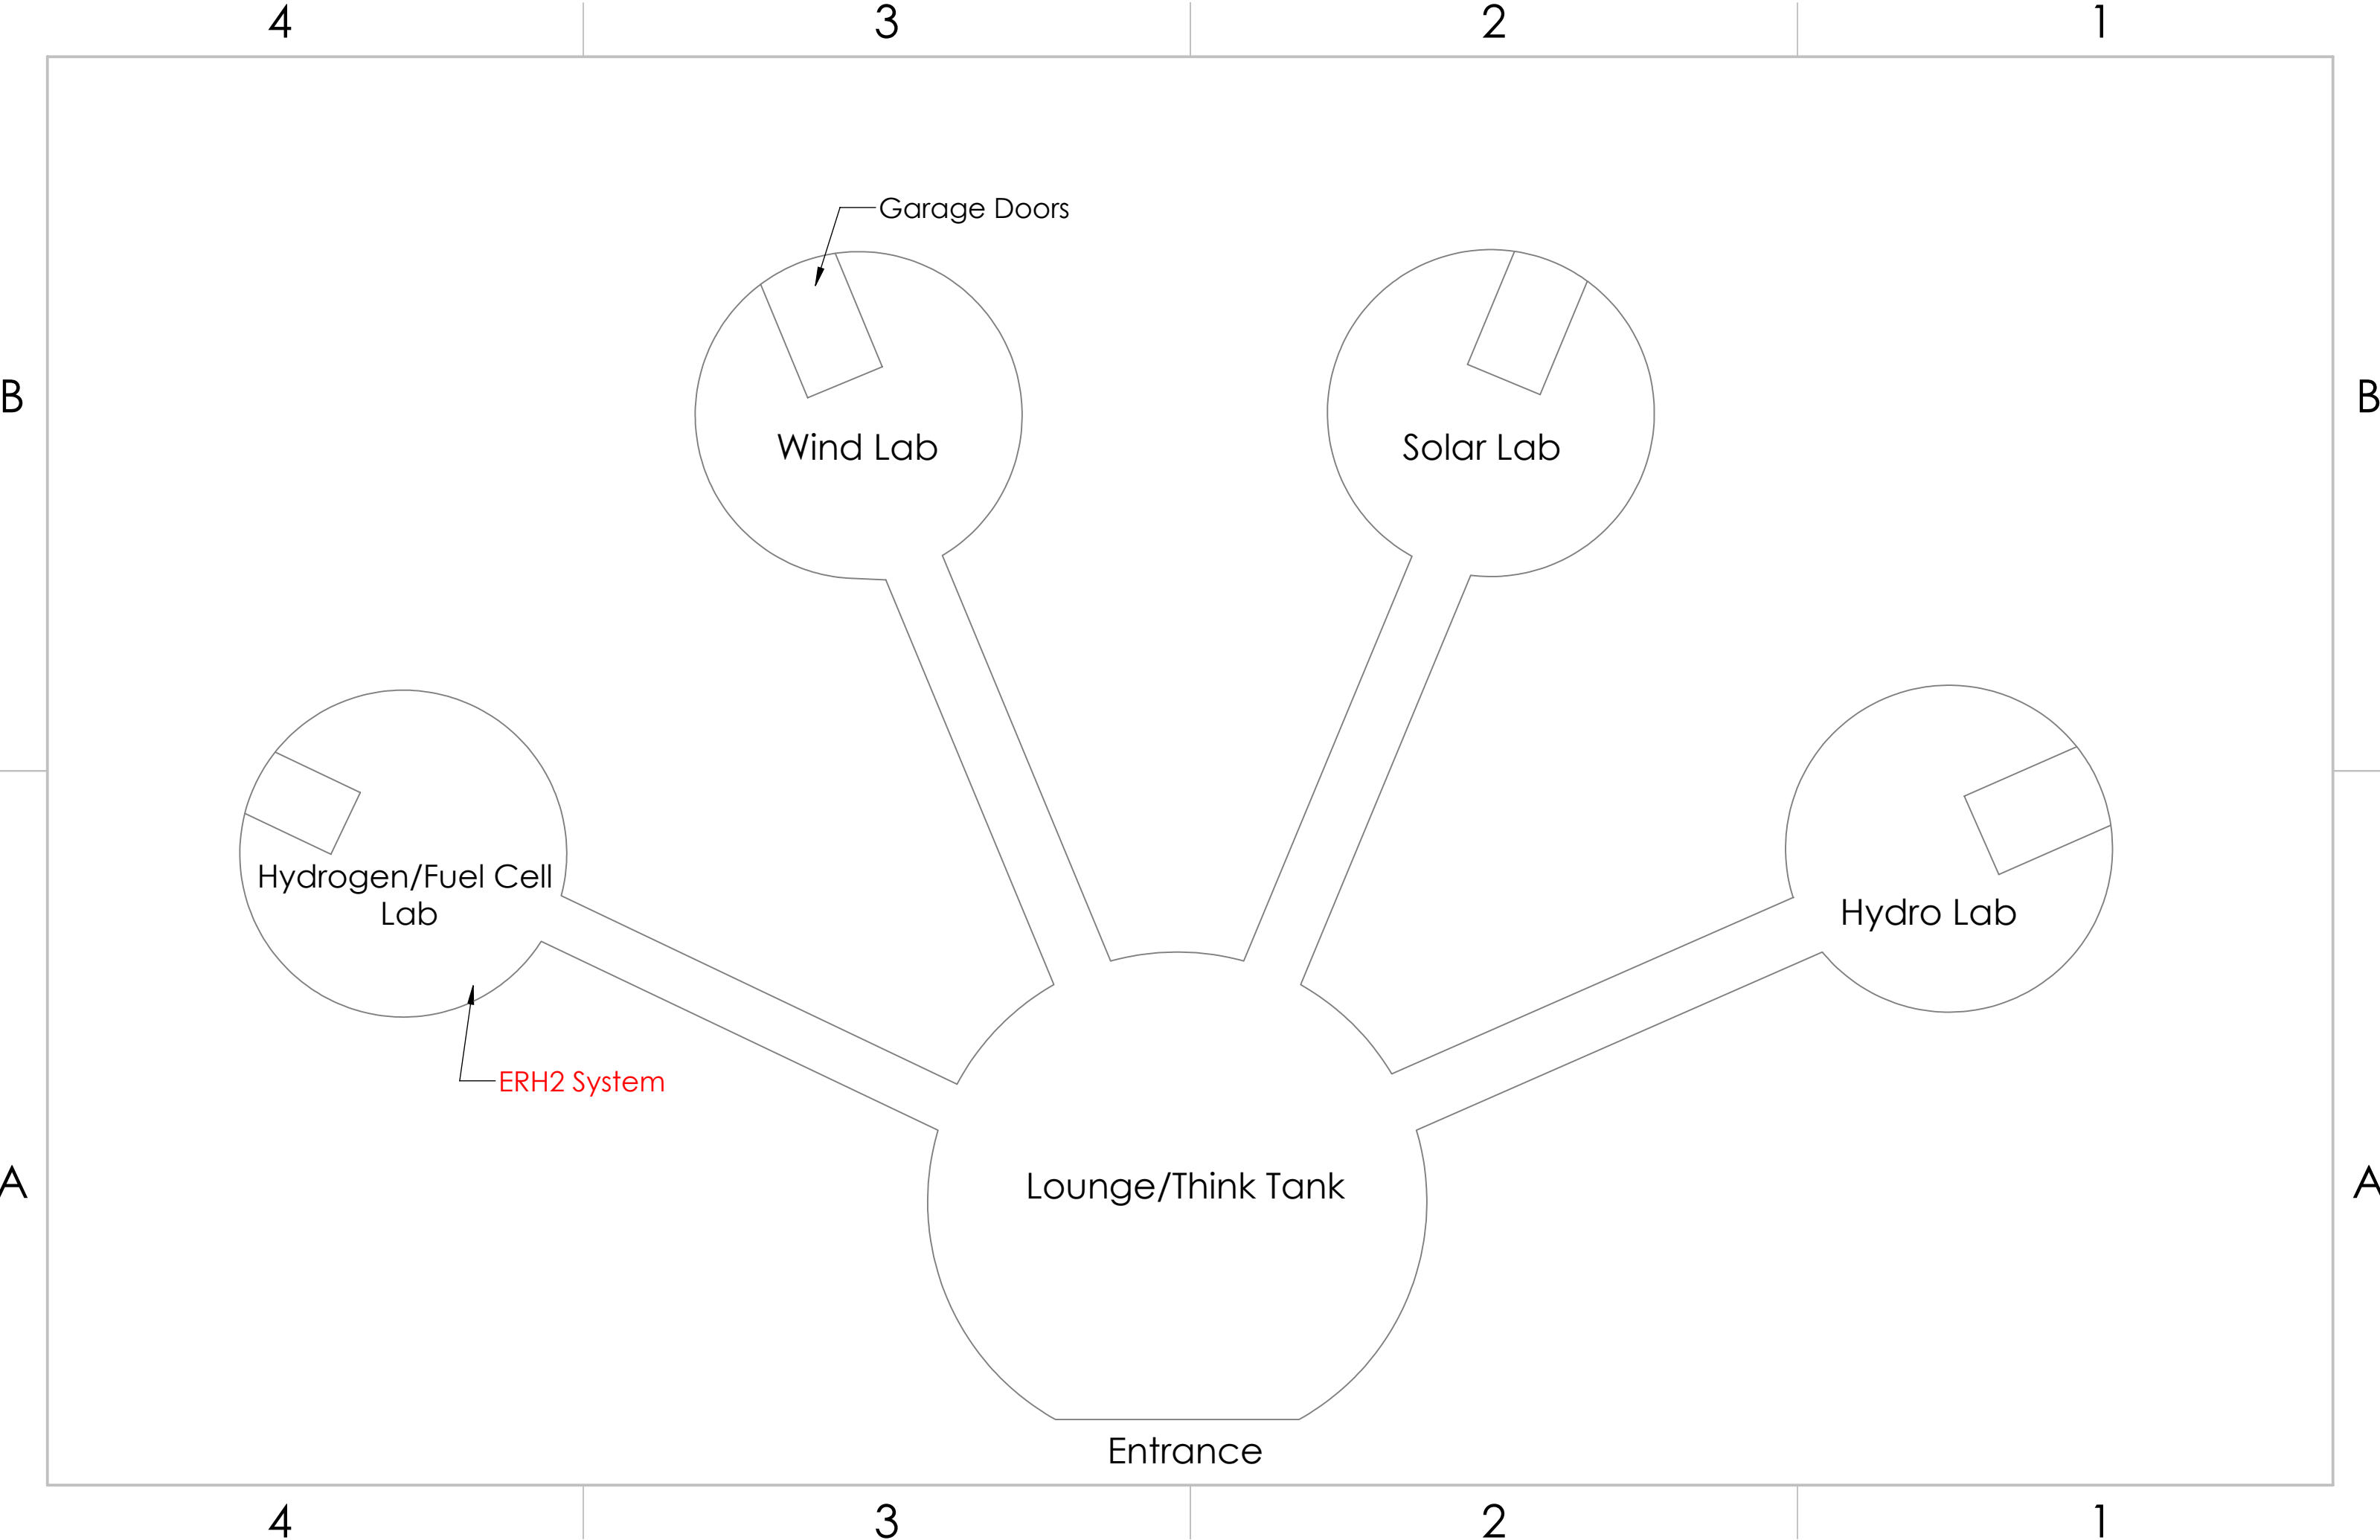 4 3 2 1
Garage Doors
B B
Wind Lab Solar Lab
Hydrogen/Fuel Cell
Lab
Hydro Lab
ERH2 System
A A
Lounge/Think Tank
Entrance
4 3 2 1